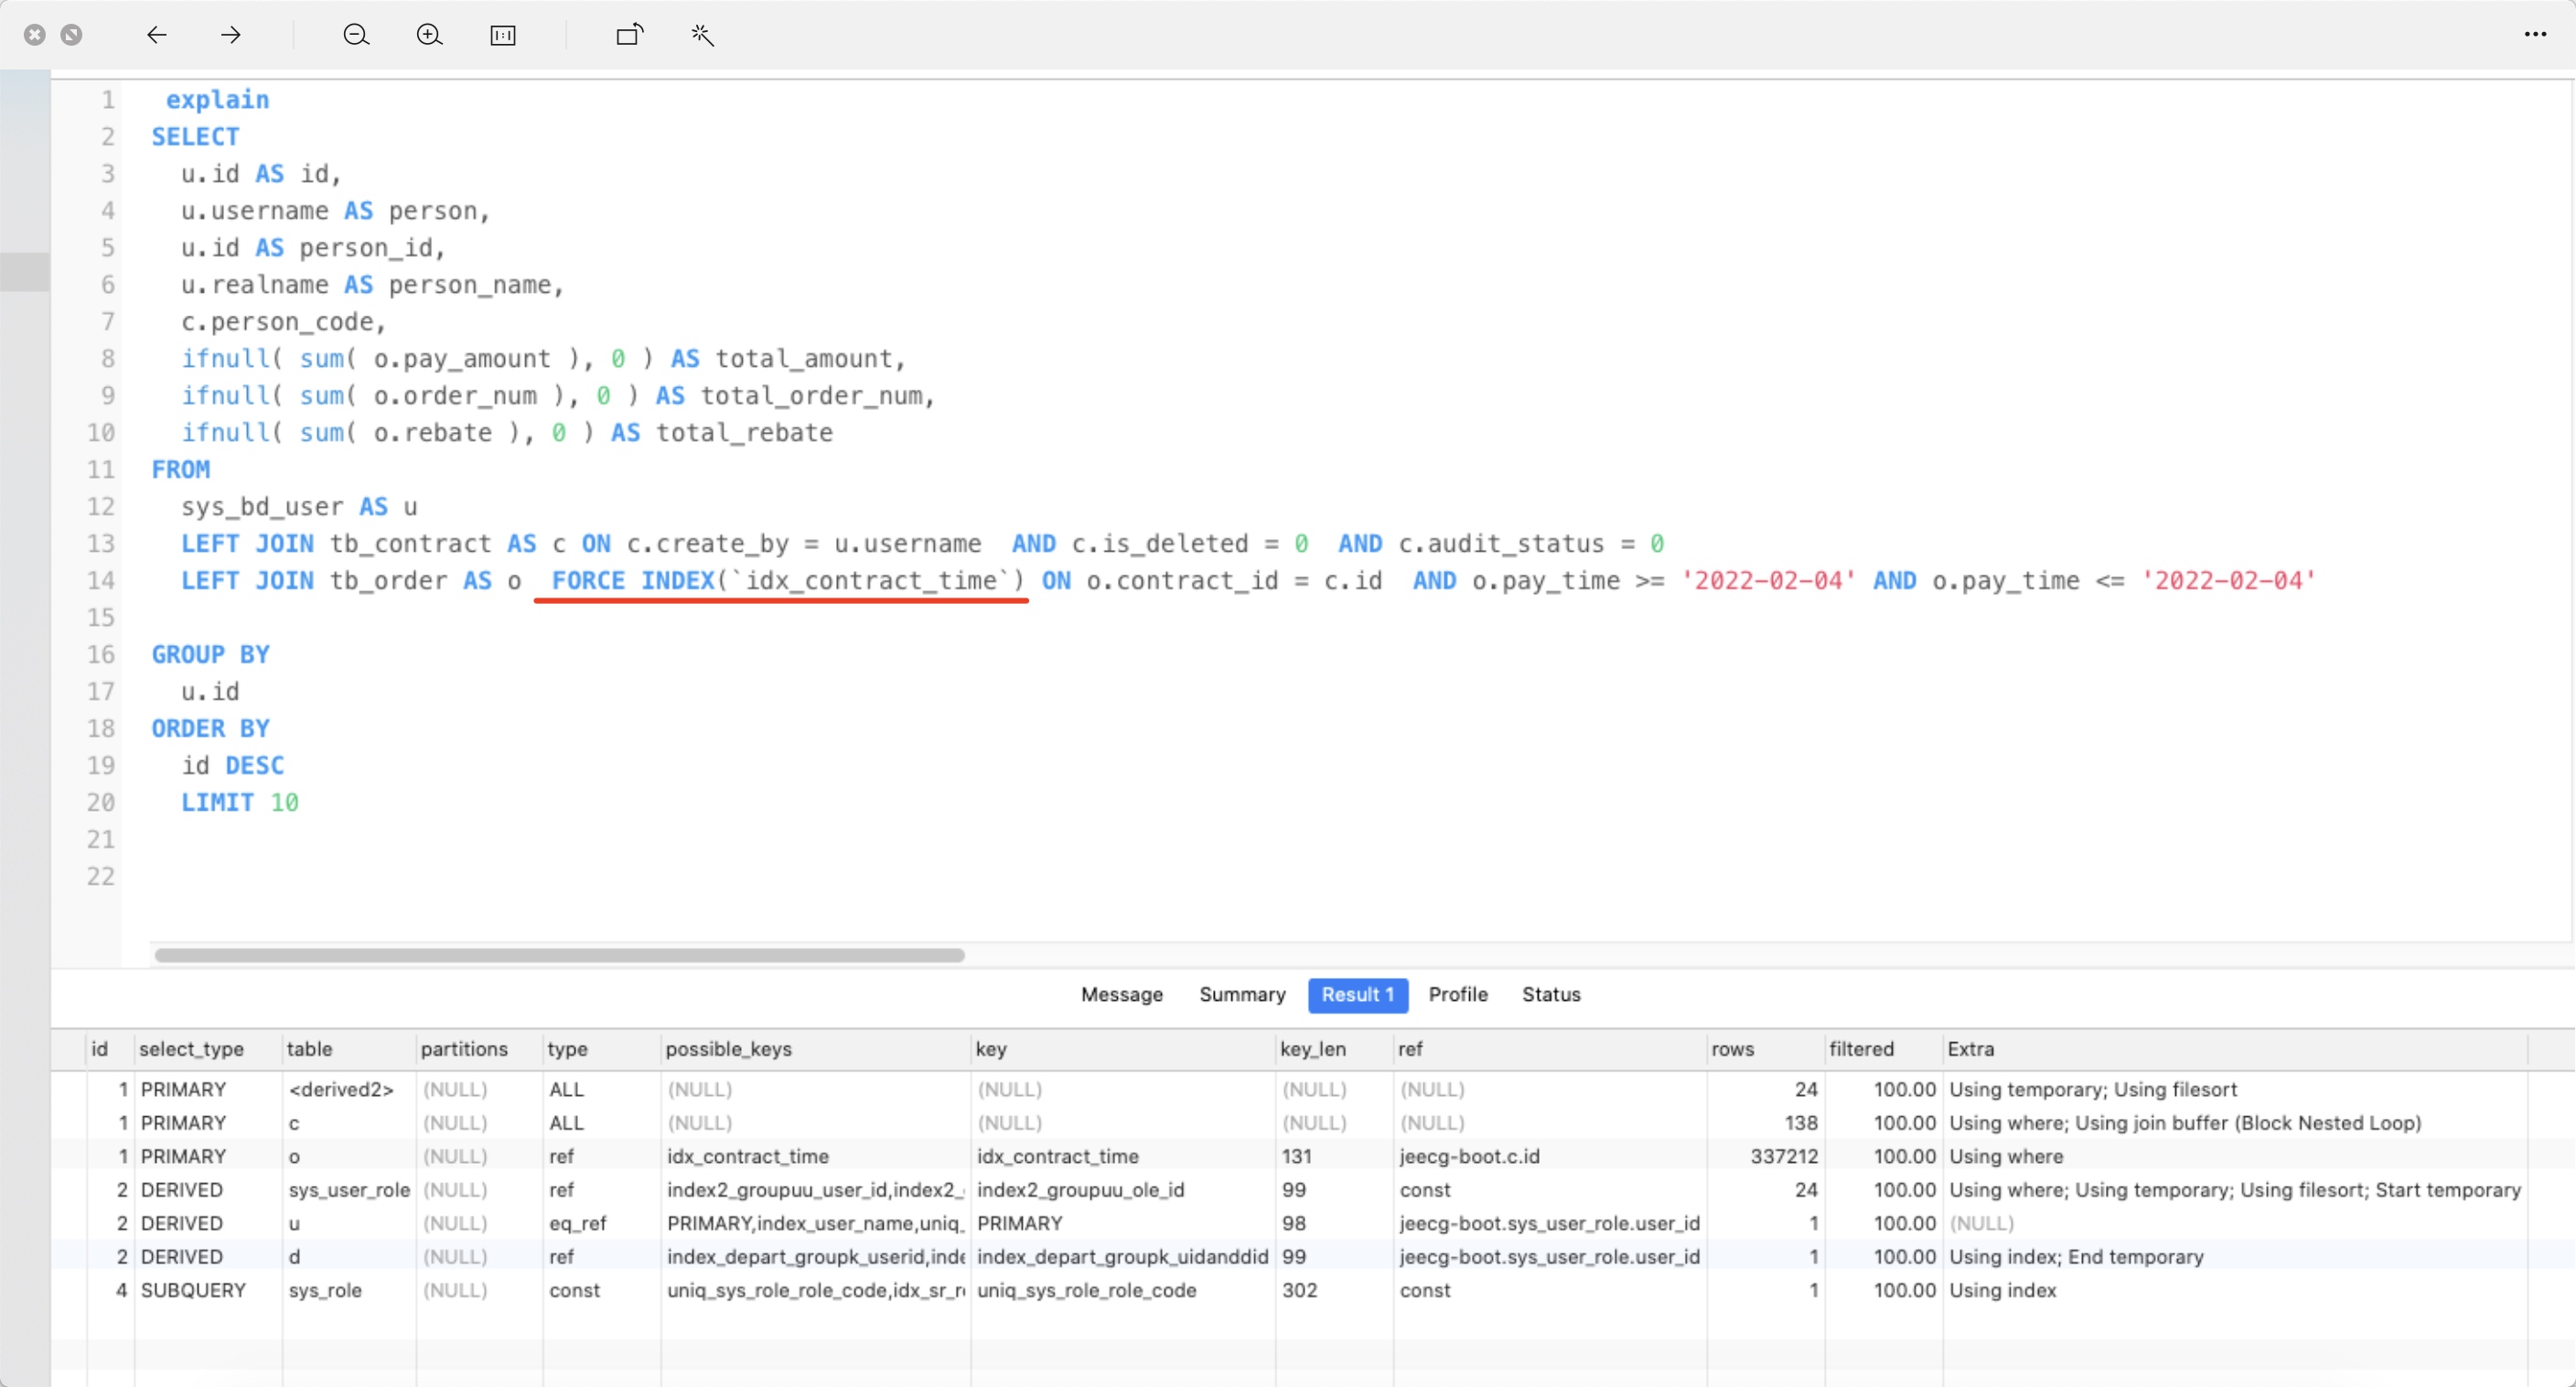 1 explain
2 SELECT
3 u.id AS id,
4 u.username AS person,
5 u.id AS person_id,
6 u.realname AS person_name,
7 c.person_code,
8 ifnull( sum( o.pay_amount ), 0 ) AS total_amount,
9 ifnull( sum( o.order_num ), 0 ) AS total_order_num,
10 ifnull( sum( o.rebate ), 0 ) AS total_rebate
11 FROM
12 sys_bd_user AS u
13 LEFT JOIN tb_contract AS c ON c.create_by = u.username  AND c.is_deleted = 0  AND c.audit_status = 0
14 LEFT JOIN tb_order AS o  FORCE INDEX(`idx_contract_time`) ON o.contract_id = c.id  AND o.pay_time >= '2022-02-04' AND o.pay_time <= '2022-02-04'
15
16 GROUP BY
17 u.id
18 ORDER BY
19 id DESC
20 LIMIT 10
21
22
Message Summary Result 1 Profile Status
id select_type table partitions type possible_keys key key_len ref rows filtered Extra
1 PRIMARY <derived2> (NULL) ALL (NULL) (NULL) (NULL) (NULL) 24 100.00 Using temporary; Using filesort
1 PRIMARY c (NULL) ALL (NULL) (NULL) (NULL) (NULL) 138 100.00 Using where; Using join buffer (Block Nested Loop)
1 PRIMARY o (NULL) ref idx_contract_time idx_contract_time 131 jeecg-boot.c.id 337212 100.00 Using where
2 DERIVED sys_user_role (NULL) ref index2_groupuu_user_id,index2_ index2_groupuu_ole_id 99 const 24 100.00 Using where; Using temporary; Using filesort; Start temporary
2 DERIVED u (NULL) eq_ref PRIMARY,index_user_name,uniq_ PRIMARY 98 jeecg-boot.sys_user_role.user_id 1 100.00 (NULL)
2 DERIVED d (NULL) ref index_depart_groupk_userid,inde index_depart_groupk_uidanddid 99 jeecg-boot.sys_user_role.user_id 1 100.00 Using index; End temporary
4 SUBQUERY sys_role (NULL) const uniq_sys_role_role_code,idx_sr_r uniq_sys_role_role_code 302 const 1 100.00 Using index